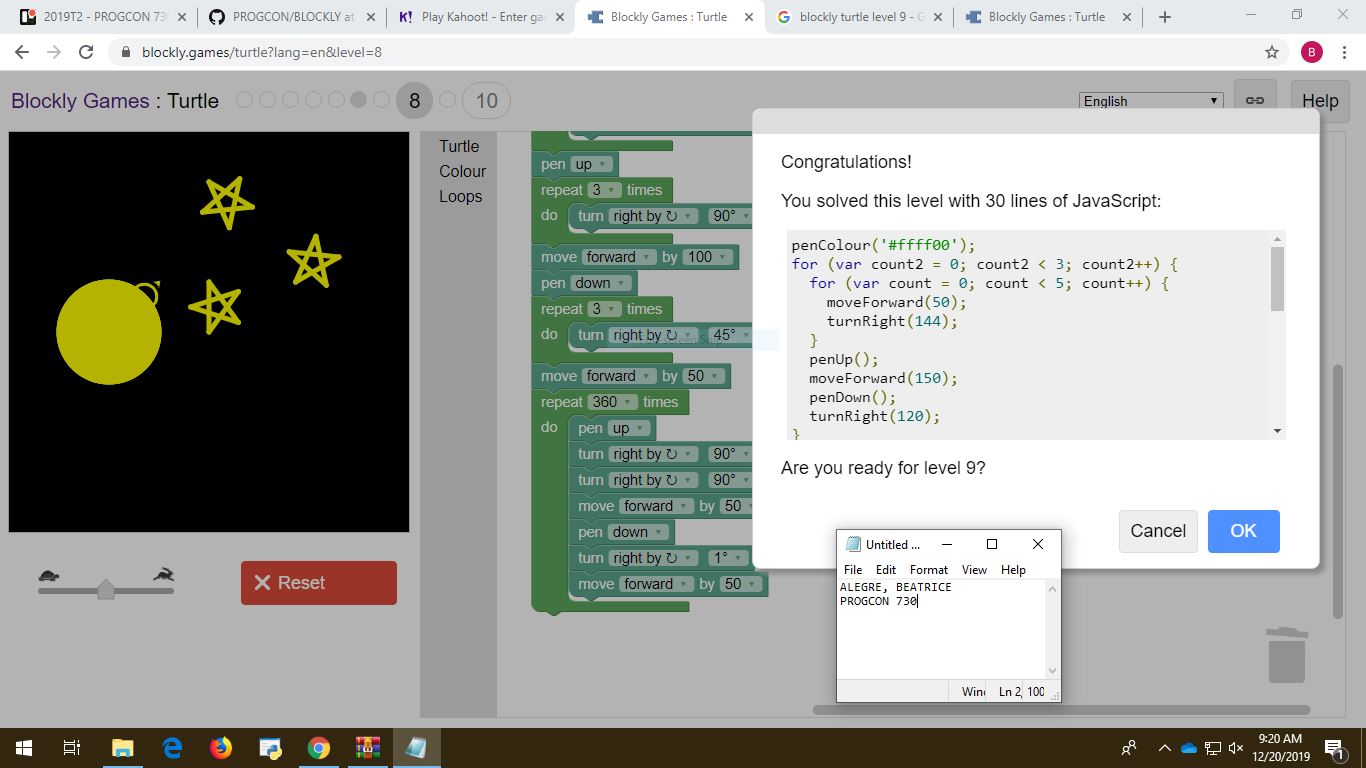 2019T2 - PROGCON 73
PROGCON/BLOCKLY at
Play Kahoot! - Enter ga
Blockly Games : Turtle
blockly turtle level 9 - G
Blockly Games : Turtle
blockly.games/turtle?lang=en&level=8
B
Blockly Games : Turtle
8
10
English
Help
Turtle
Colour
Loops
pen up
repeat 3 times
do turn right by ↻ 90°
move forward by 100
pen down
repeat 3 times
do turn right by ↻ 45°
move forward by 50
repeat 360 times
do pen up
turn right by ↻ 90°
turn right by ↻ 90°
move forward by 50
pen down
turn right by ↻ 1°
move forward by 50
Reset
Congratulations!
You solved this level with 30 lines of JavaScript:
penColour('#ffff00');
for (var count2 = 0; count2 < 3; count2++) {
for (var count = 0; count < 5; count++) {
moveForward(50);
turnRight(144);
}
penUp();
moveForward(150);
penDown();
turnRight(120);
}
Are you ready for level 9?
Cancel
OK
Untitled ...
File Edit Format View Help
ALEGRE, BEATRICE
PROGCON 730
Wind
Ln 2,
100
9:20 AM
12/20/2019
1